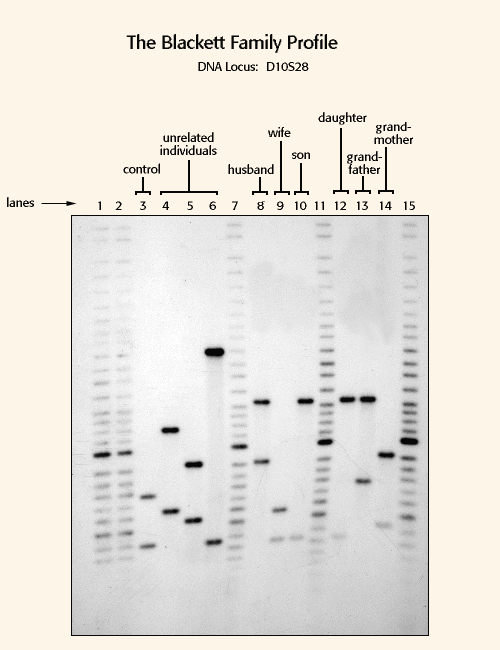 The Blackett Family Profile
DNA Locus: D10S28
daughter
wife
grand-
mother
unrelated
individuals
son
grand-
father
control
husband
lanes
1 2 3 4 5 6 7 8 9 10 11 12 13 14 15